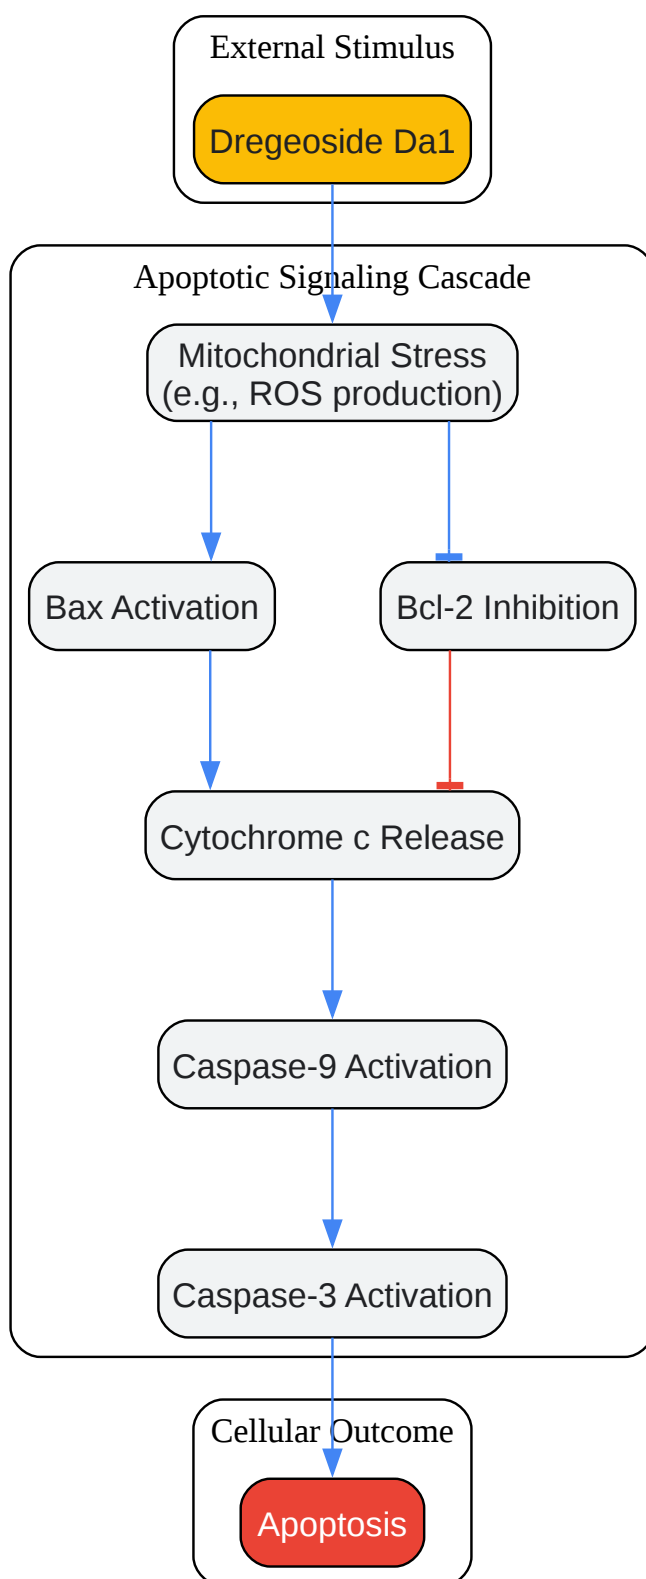 External Stimulus
Dregeoside Da1
Apoptotic Signaling Cascade
Mitochondrial Stress
(e.g., ROS production)
Bax Activation
Bcl-2 Inhibition
Cytochrome c Release
Caspase-9 Activation
Caspase-3 Activation
Cellular Outcome
Apoptosis